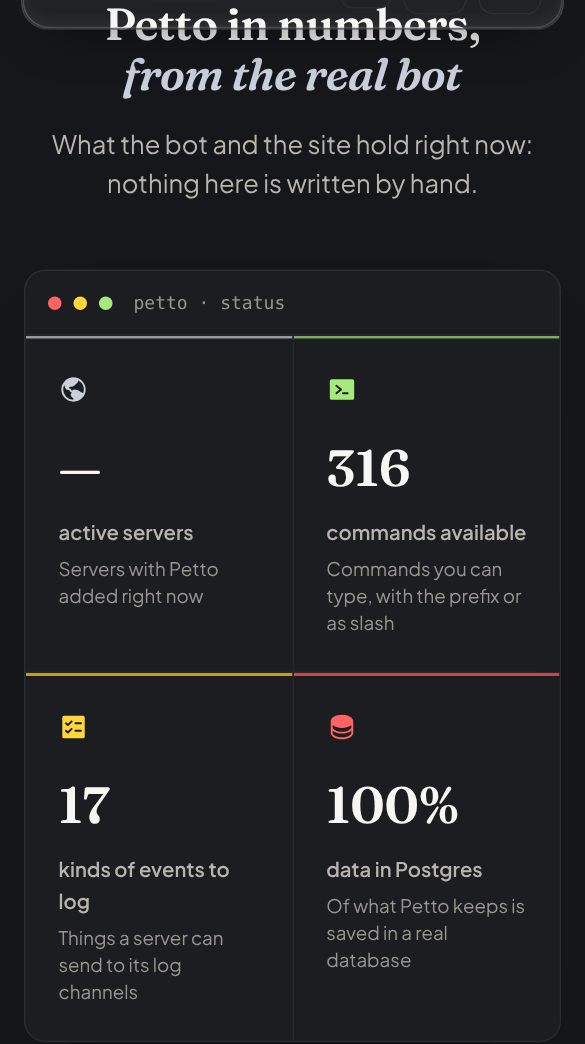 Petto in numbers,
from the real bot
What the bot and the site hold right now:
nothing here is written by hand.
petto · status
—
active servers
Servers with Petto
added right now
316
commands available
Commands you can
type, with the prefix or
as slash
17
kinds of events to
log
Things a server can
send to its log
channels
100%
data in Postgres
Of what Petto keeps is
saved in a real
database